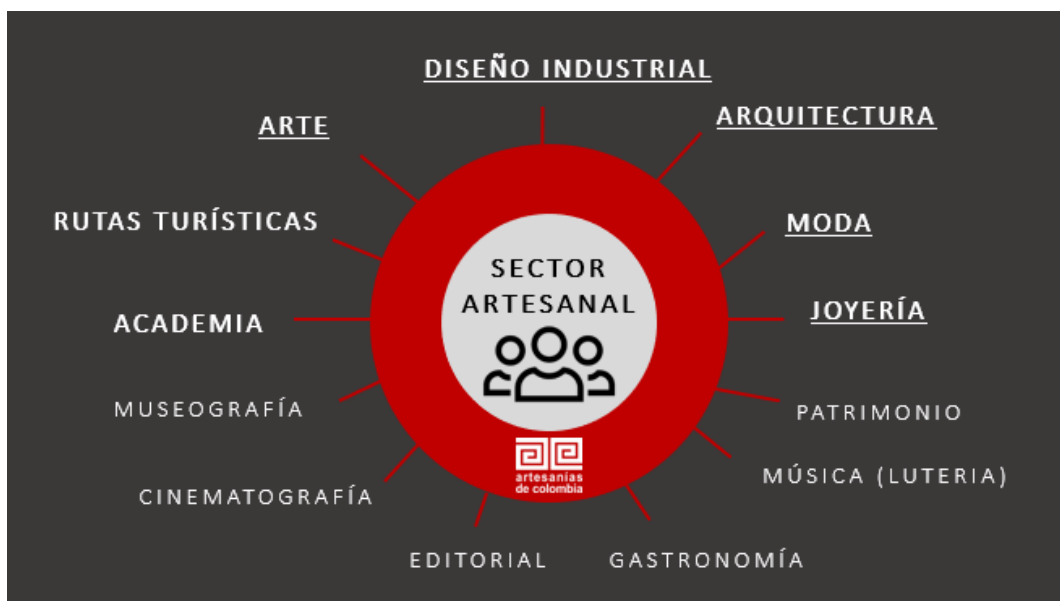 DISEÑO INDUSTRIAL
ARTE
ARQUITECTURA
RUTAS TURÍSTICAS
MODA
SECTOR
ARTESANAL
ACADEMIA
JOYERÍA
MUSEOGRAFÍA
PATRIMONIO
artesanías
de colombia
CINEMATOGRAFÍA
MÚSICA (LUTERIA)
EDITORIAL
GASTRONOMÍA